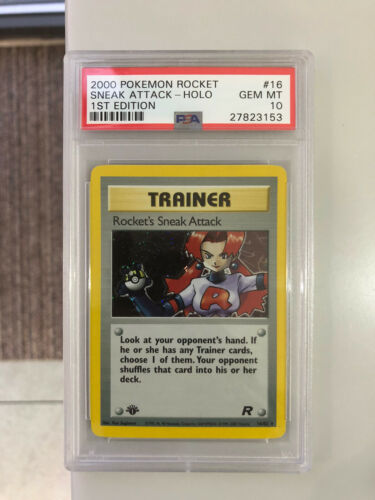 2000 POKEMON ROCKET #16
SNEAK ATTACK - HOLO GEM MT
1ST EDITION 10
PSA 27823153
TRAINER
Rocket's Sneak Attack
R
Look at your opponent's hand. If
he or she has any Trainer cards,
choose 1 of them. Your opponent
shuffles that card into his or her
deck.
1
R